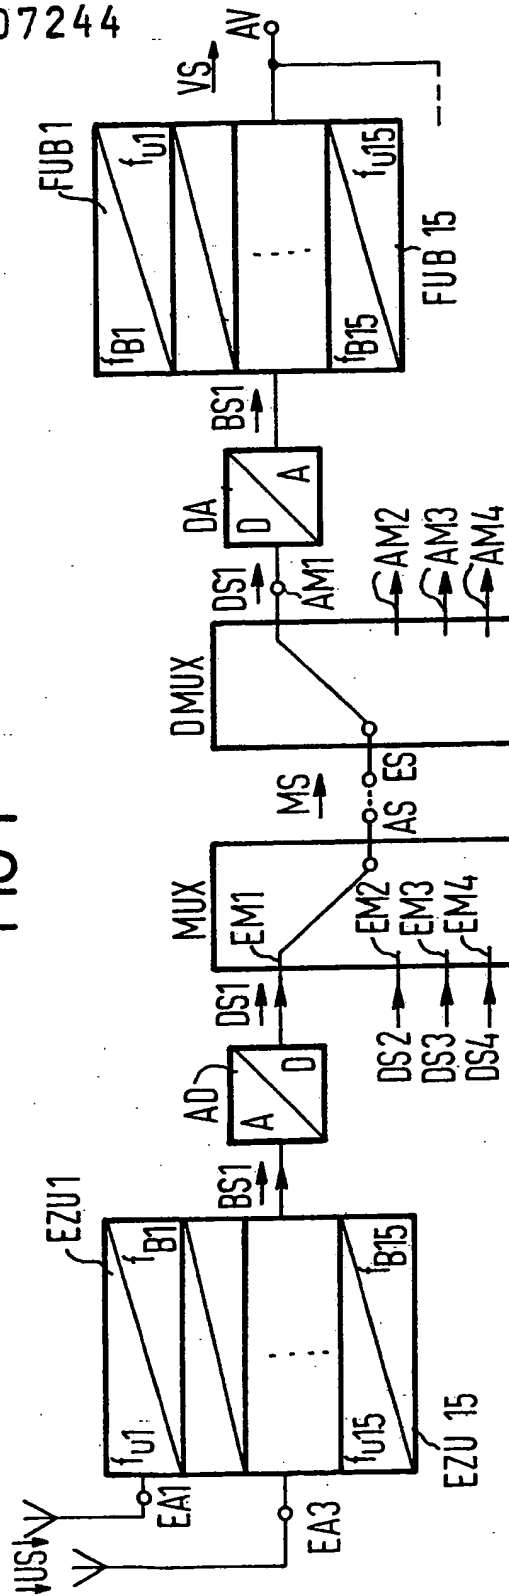 07244
AV
VS
FUB1
fU1
fB1
fU15
fB15
FUB 15
BS1
DA
D
A
DS1
AM1
AM2
AM3
AM4
DMUX
MS
ES
AS
MUX
EM1
EM2
EM3
EM4
DS1
DS2
DS3
DS4
AD
A
D
BS1
EZU1
fB1
fU1
fB15
fU15
EZU 15
US
EA1
EA3